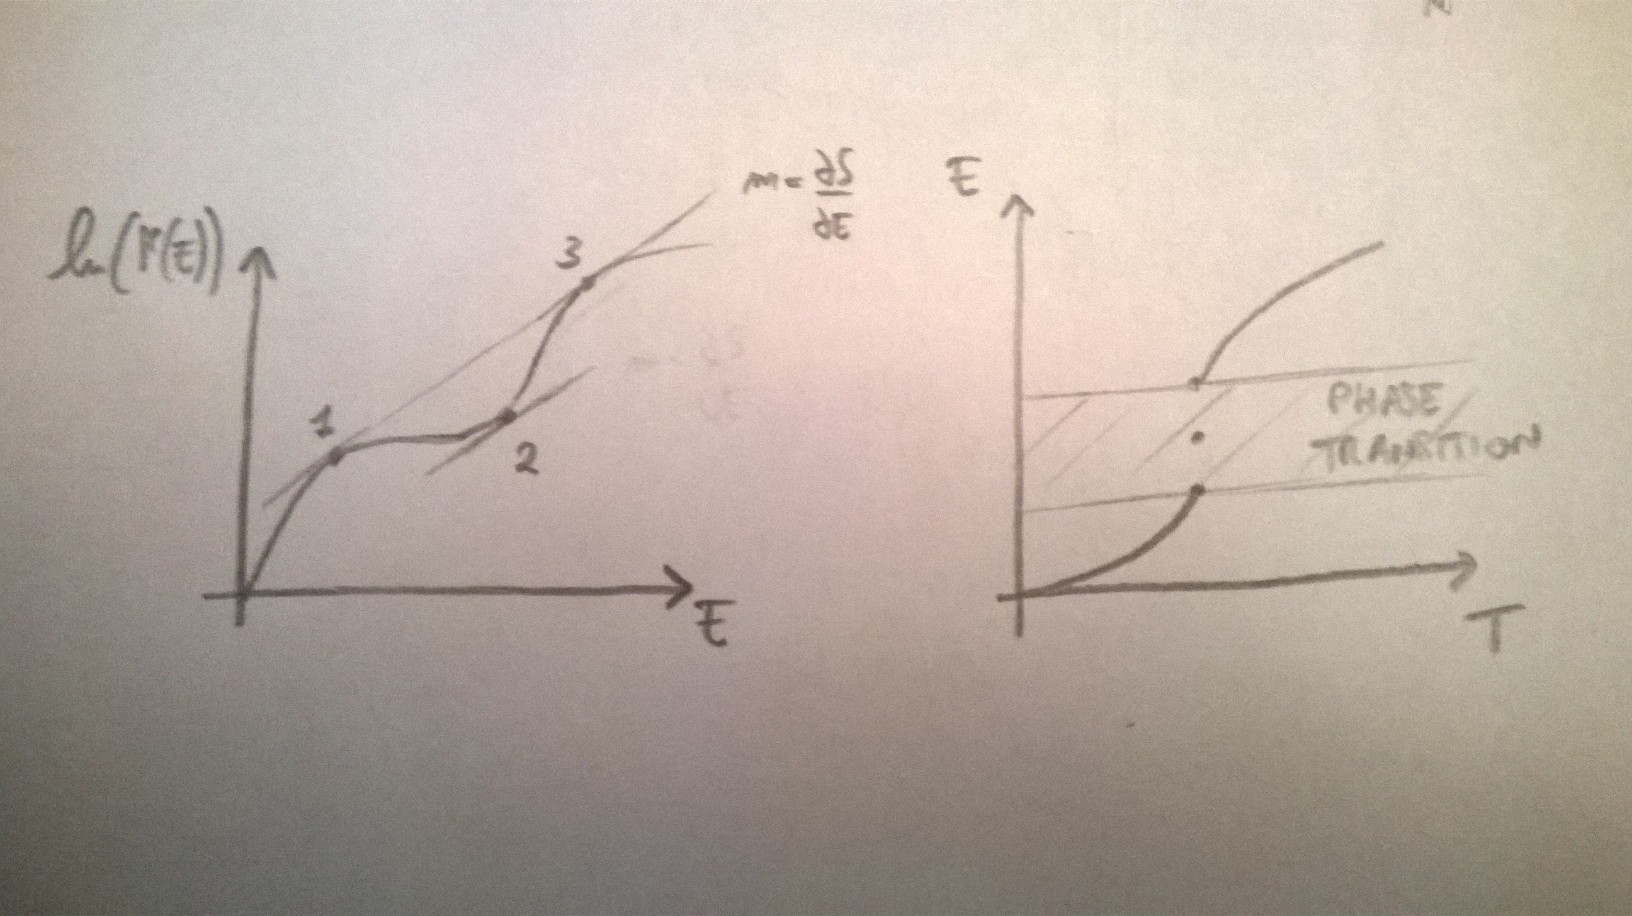 ln(Γ(E))
1
2
3
m = ∂S/∂E
E
E
PHASE
TRANSITION
T